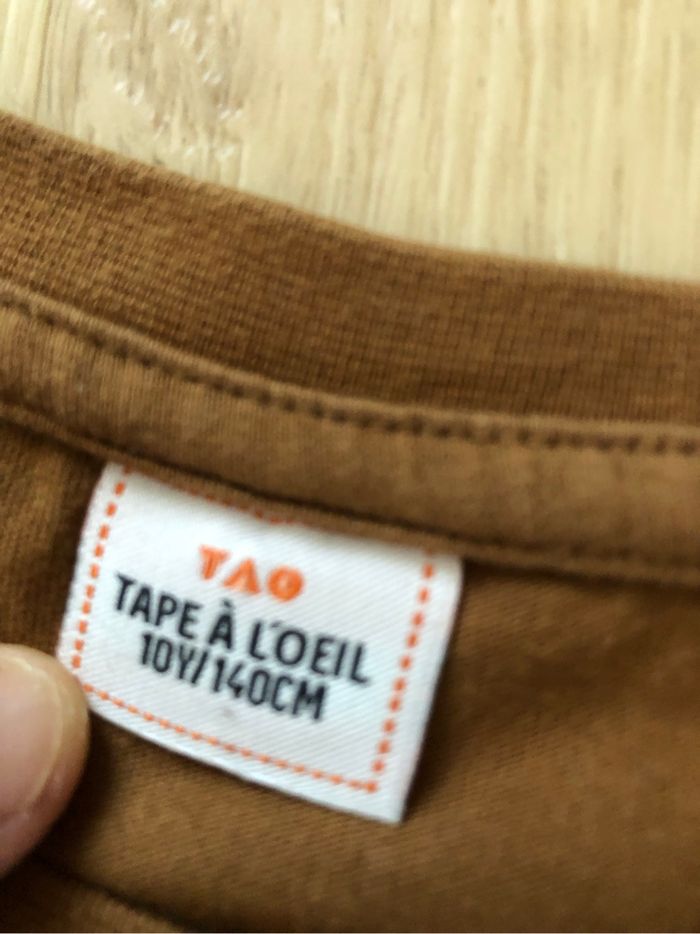 TAO
TAPE À L'OEIL
10Y/140CM